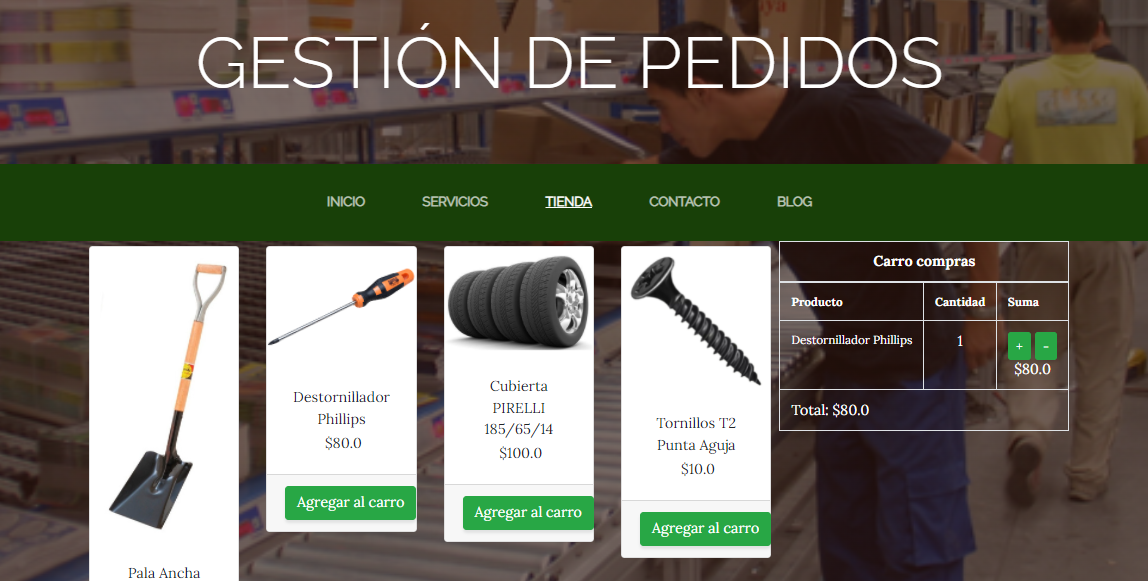 GESTIÓN DE PEDIDOS
INICIO
SERVICIOS
TIENDA
CONTACTO
BLOG
Pala Ancha
Destornillador
Phillips
$80.0
Agregar al carro
Cubierta
PIRELLI
185/65/14
$100.0
Agregar al carro
Tornillos T2
Punta Aguja
$10.0
Agregar al carro
Carro compras
Producto Cantidad Suma
Destornillador Phillips 1 + -
$80.0
Total: $80.0